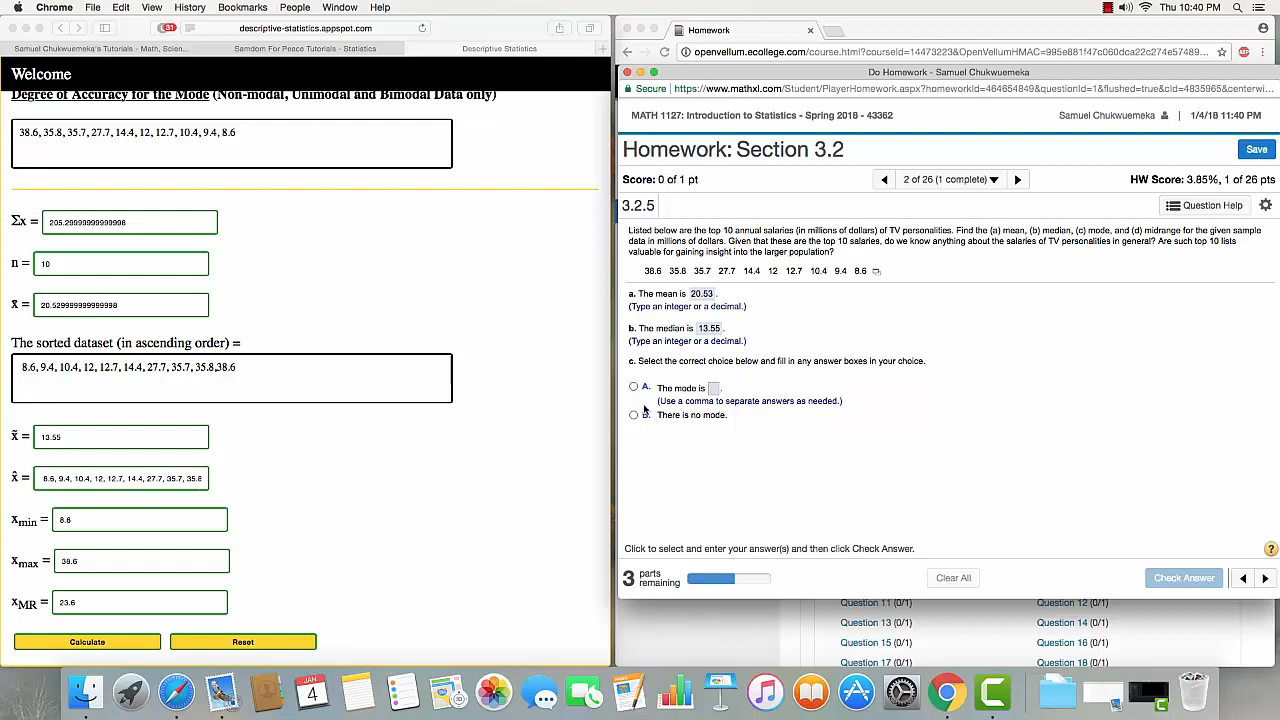 Chrome File Edit View History Bookmarks People Window Help
Thu 10:40 PM
31
descriptive-statistics.appspot.com
Samuel Chukwuemeka's Tutorials - Math, Scien...
Samdom For Peace Tutorials - Statistics
Descriptive Statistics
Welcome
Degree of Accuracy for the Mode (Non-modal, Unimodal and Bimodal Data only)
38.6, 35.8, 35.7, 27.7, 14.4, 12, 12.7, 10.4, 9.4, 8.6
Σx = 205.29999999999998
n = 10
x̄ = 20.529999999999998
The sorted dataset (in ascending order) =
8.6, 9.4, 10.4, 12, 12.7, 14.4, 27.7, 35.7, 35.8,38.6
x̃ = 13.55
x̂ = 8.6, 9.4, 10.4, 12, 12.7, 14.4, 27.7, 35.7, 35.8
xmin = 8.6
xmax = 38.6
xMR = 23.6
Calculate Reset
Homework
openvellum.ecollege.com/course.html?courseId=14473223&OpenVellumHMAC=995e881f47c060dca22c274e57489...
ABP
Do Homework - Samuel Chukwuemeka
Secure https://www.mathxl.com/Student/PlayerHomework.aspx?homeworkId=464654849&questionId=1&flushed=true&cId=4835965&centerwi...
MATH 1127: Introduction to Statistics - Spring 2018 - 43362
Samuel Chukwuemeka | 1/4/18 11:40 PM
Homework: Section 3.2
Save
Score: 0 of 1 pt
2 of 26 (1 complete)
HW Score: 3.85%, 1 of 26 pts
3.2.5
Question Help
Listed below are the top 10 annual salaries (in millions of dollars) of TV personalities. Find the (a) mean, (b) median, (c) mode, and (d) midrange for the given sample
data in millions of dollars. Given that these are the top 10 salaries, do we know anything about the salaries of TV personalities in general? Are such top 10 lists
valuable for gaining insight into the larger population?
38.6 35.8 35.7 27.7 14.4 12 12.7 10.4 9.4 8.6
a. The mean is 20.53.
(Type an integer or a decimal.)
b. The median is 13.55.
(Type an integer or a decimal.)
c. Select the correct choice below and fill in any answer boxes in your choice.
A. The mode is .
(Use a comma to separate answers as needed.)
B. There is no mode.
Click to select and enter your answer(s) and then click Check Answer.
?
3 parts remaining
Clear All
Check Answer
Question 11 (0/1) Question 12 (0/1)
Question 13 (0/1) Question 14 (0/1)
Question 15 (0/1) Question 16 (0/1)
Question 17 (0/1) Question 18 (0/1)
JAN
4